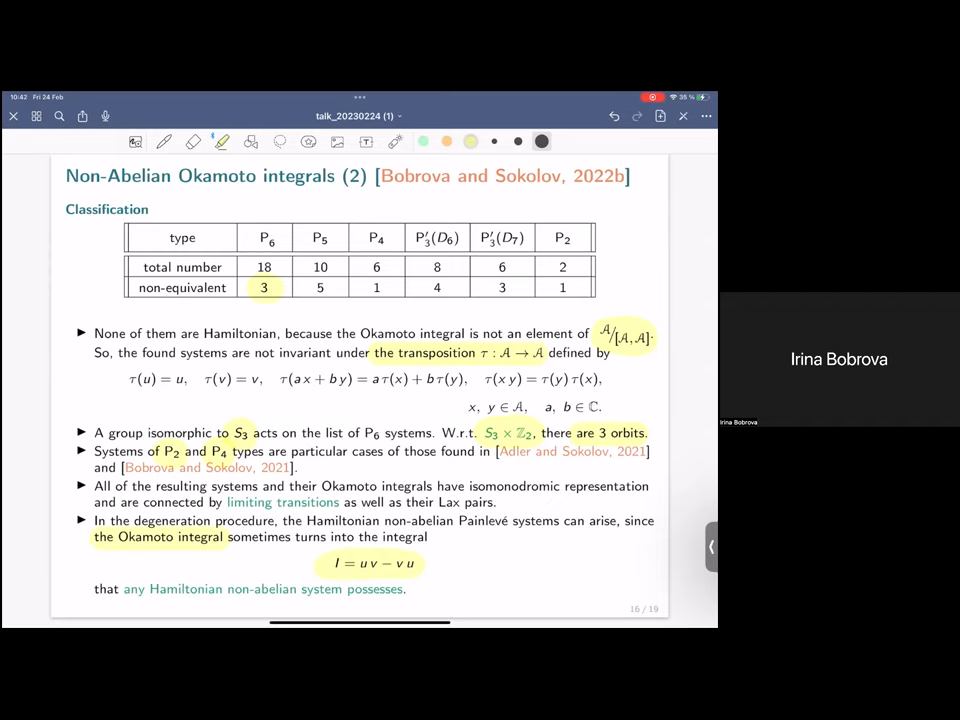 10:42 Fri 24 Feb
35 %
talk_20230224 (1)
Non-Abelian Okamoto integrals (2) [Bobrova and Sokolov, 2022b]
Classification
type P₆ P₅ P₄ P₃′(D₆) P₃′(D₇) P₂
total number 18 10 6 8 6 2
non-equivalent 3 5 1 4 3 1
▶ None of them are Hamiltonian, because the Okamoto integral is not an element of 𝒜/[𝒜, 𝒜].
So, the found systems are not invariant under the transposition τ : 𝒜 → 𝒜 defined by
τ(u) = u, τ(v) = v, τ(a x + b y) = a τ(x) + b τ(y), τ(x y) = τ(y) τ(x),
x, y ∈ 𝒜, a, b ∈ ℂ.
▶ A group isomorphic to S₃ acts on the list of P₆ systems. W.r.t. S₃ × ℤ₂, there are 3 orbits.
▶ Systems of P₂ and P₄ types are particular cases of those found in [Adler and Sokolov, 2021]
and [Bobrova and Sokolov, 2021].
▶ All of the resulting systems and their Okamoto integrals have isomonodromic representation
and are connected by limiting transitions as well as their Lax pairs.
▶ In the degeneration procedure, the Hamiltonian non-abelian Painlevé systems can arise, since
the Okamoto integral sometimes turns into the integral
I = u v − v u
that any Hamiltonian non-abelian system possesses.
16 / 19
Irina Bobrova
Irina Bobrova